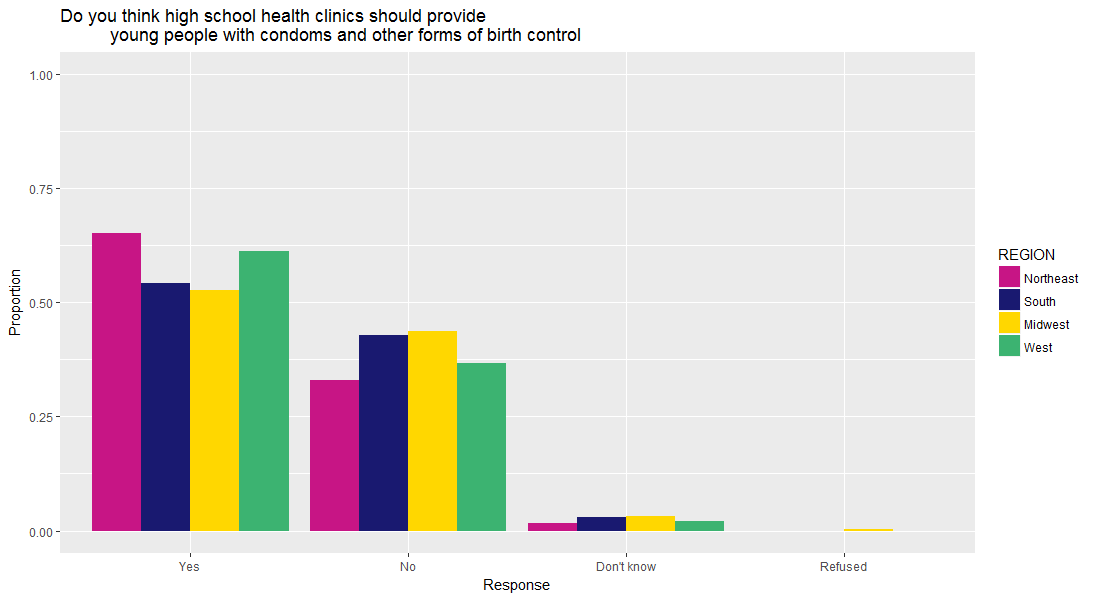 Do you think high school health clinics should provide
young people with condoms and other forms of birth control
1.00
0.75
0.50
0.25
0.00
Proportion
Yes
No
Don't know
Refused
Response
REGION
Northeast
South
Midwest
West